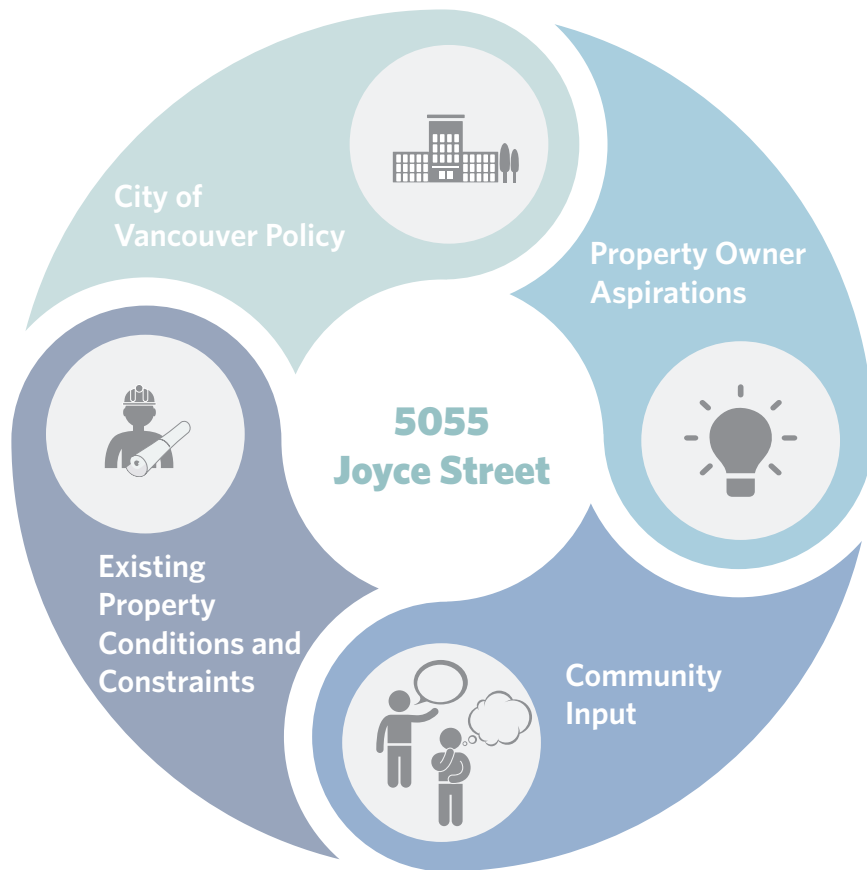 City of
Vancouver Policy
Property Owner
Aspirations
5055
Joyce Street
Existing
Property
Conditions and
Constraints
Community
Input